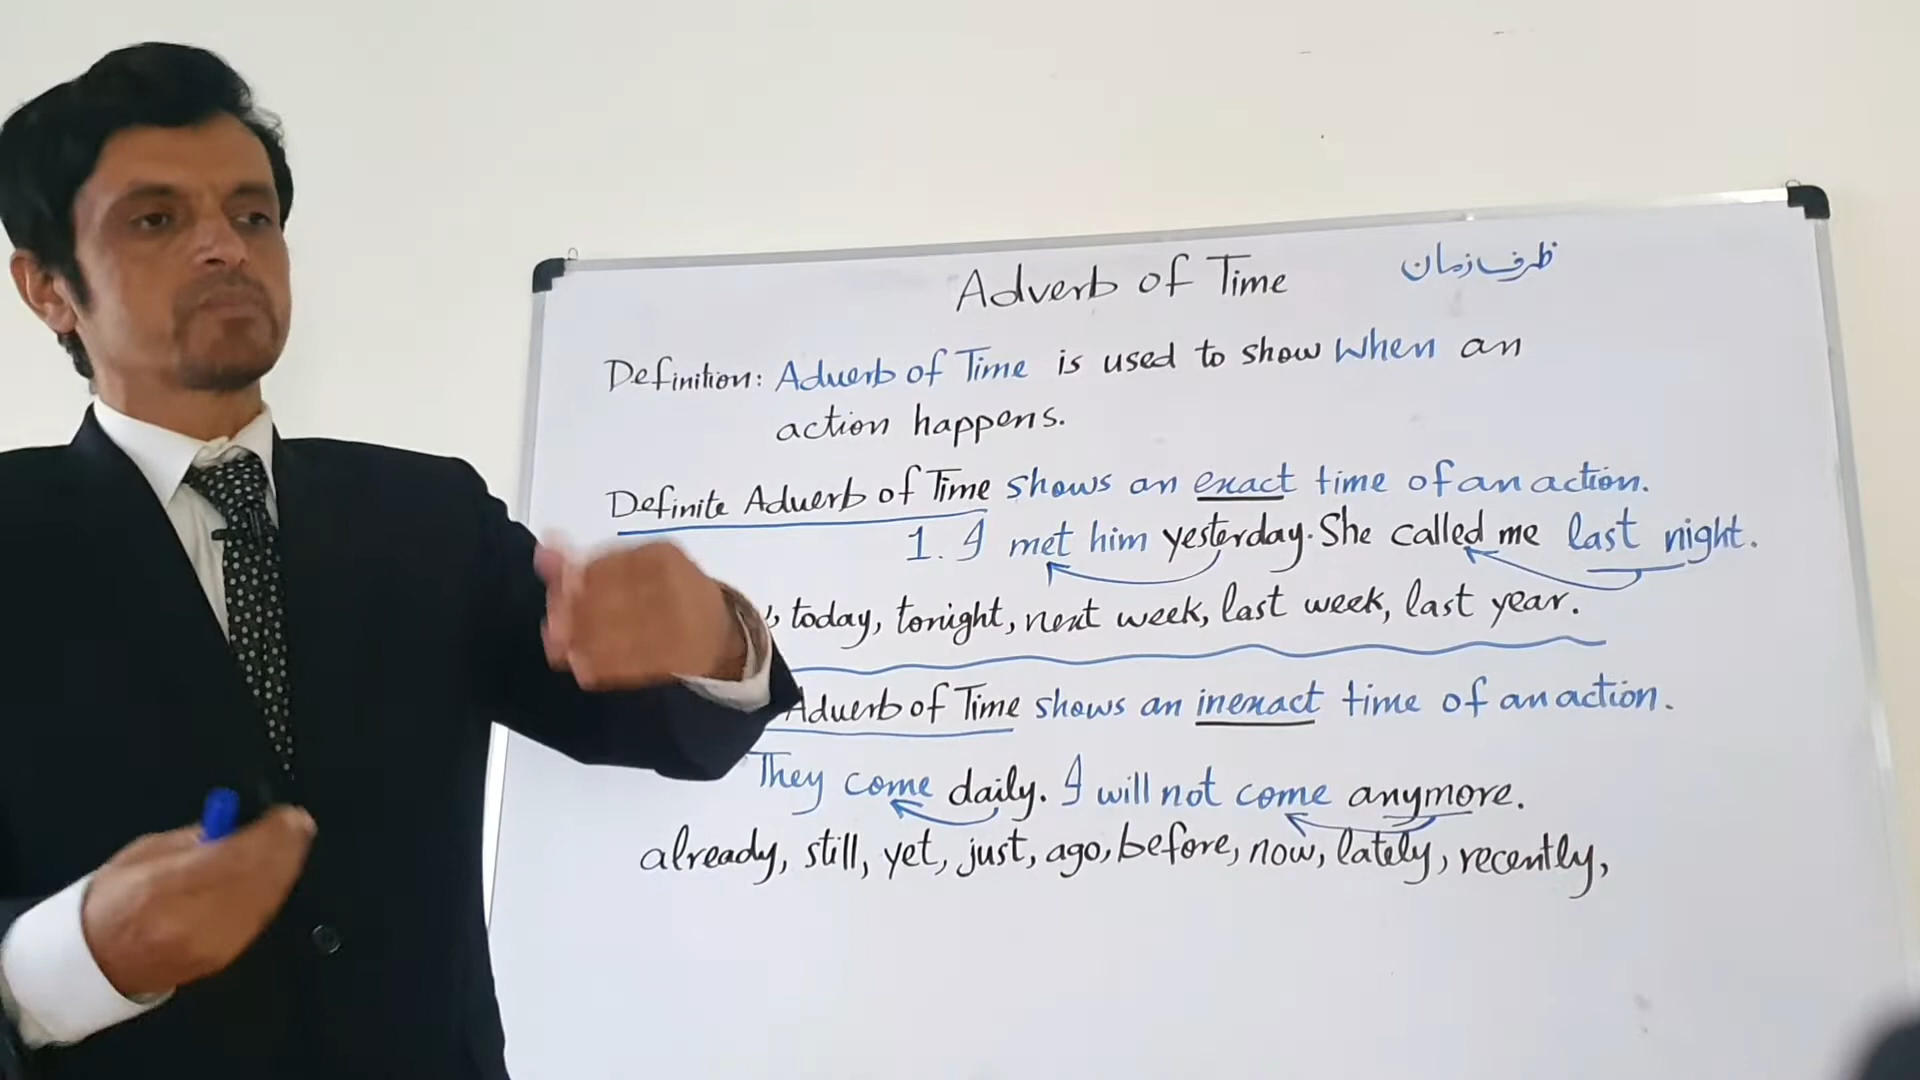 Adverb of Time ظرف زمان
Definition: Adverb of Time is used to show when an
action happens.
Definite Adverb of Time shows an exact time of an action.
1. I met him yesterday. She called me last night.
today, tonight, next week, last week, last year.
Adverb of Time shows an inexact time of an action.
They come daily. I will not come anymore.
already, still, yet, just, ago, before, now, lately, recently,